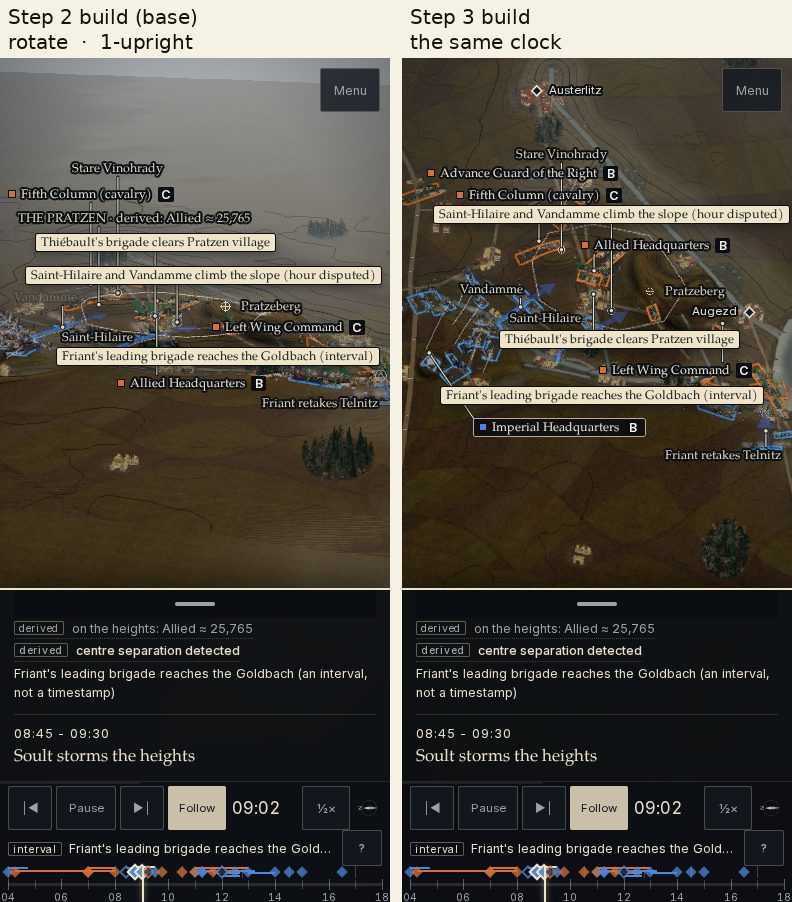 Step 2 build (base)
rotate · 1-upright
Menu
Stare Vinohrady
Fifth Column (cavalry) C
THE PRATZEN · derived: Allied ≈ 25,765
Thiébault's brigade clears Pratzen village
Saint-Hilaire and Vandamme climb the slope (hour disputed)
Vandamme
Pratzeberg
Left Wing Command C
Saint-Hilaire
Friant's leading brigade reaches the Goldbach (interval)
Allied Headquarters B
Friant retakes Telnitz
derived on the heights: Allied ≈ 25,765
derived centre separation detected
Friant's leading brigade reaches the Goldbach (an interval,
not a timestamp)
08:45 - 09:30
Soult storms the heights
Pause Follow 09:02 ½×
interval Friant's leading brigade reaches the Gold... ?
04 06 08 10 12 14 16 18
Step 3 build
the same clock
Austerlitz
Menu
Stare Vinohrady
Advance Guard of the Right B
Fifth Column (cavalry) C
Saint-Hilaire and Vandamme climb the slope (hour disputed)
Allied Headquarters B
Vandamme
Pratzeberg
Augezd
Saint-Hilaire
Thiébault's brigade clears Pratzen village
Left Wing Command C
Friant's leading brigade reaches the Goldbach (interval)
Imperial Headquarters B
Friant retakes Telnitz
derived on the heights: Allied ≈ 25,765
derived centre separation detected
Friant's leading brigade reaches the Goldbach (an interval,
not a timestamp)
08:45 - 09:30
Soult storms the heights
Pause Follow 09:02 ½×
interval Friant's leading brigade reaches the Gold... ?
04 06 08 10 12 14 16 18